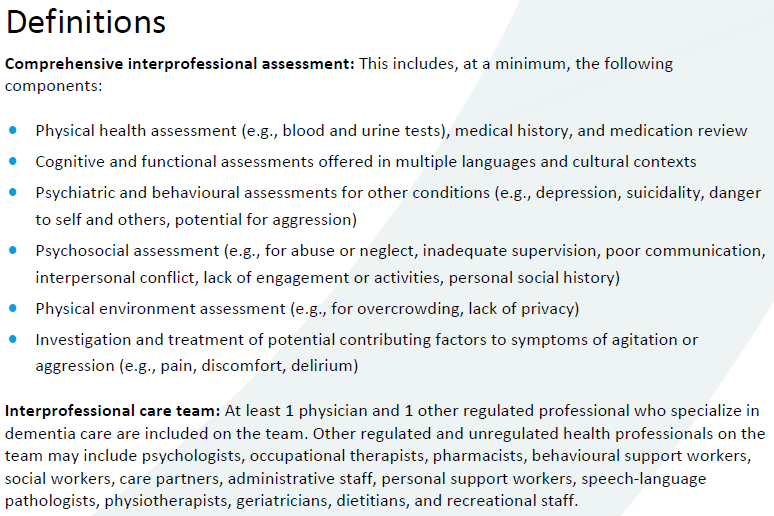 Definitions
Comprehensive interprofessional assessment: This includes, at a minimum, the following
components:
● Physical health assessment (e.g., blood and urine tests), medical history, and medication review
● Cognitive and functional assessments offered in multiple languages and cultural contexts
● Psychiatric and behavioural assessments for other conditions (e.g., depression, suicidality, danger
to self and others, potential for aggression)
● Psychosocial assessment (e.g., for abuse or neglect, inadequate supervision, poor communication,
interpersonal conflict, lack of engagement or activities, personal social history)
● Physical environment assessment (e.g., for overcrowding, lack of privacy)
● Investigation and treatment of potential contributing factors to symptoms of agitation or
aggression (e.g., pain, discomfort, delirium)
Interprofessional care team: At least 1 physician and 1 other regulated professional who specialize in
dementia care are included on the team. Other regulated and unregulated health professionals on the
team may include psychologists, occupational therapists, pharmacists, behavioural support workers,
social workers, care partners, administrative staff, personal support workers, speech-language
pathologists, physiotherapists, geriatricians, dietitians, and recreational staff.